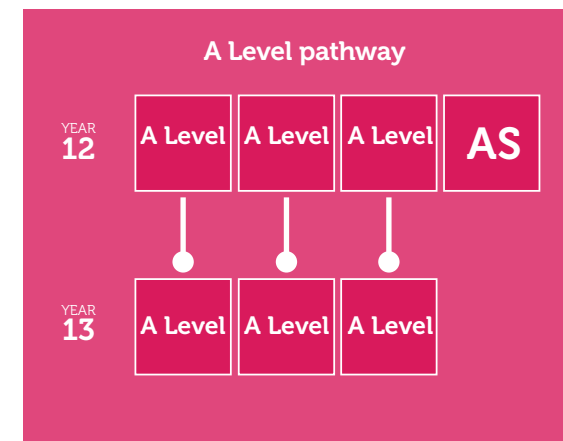 A Level pathway
YEAR
12
A Level A Level A Level AS
YEAR
13
A Level A Level A Level